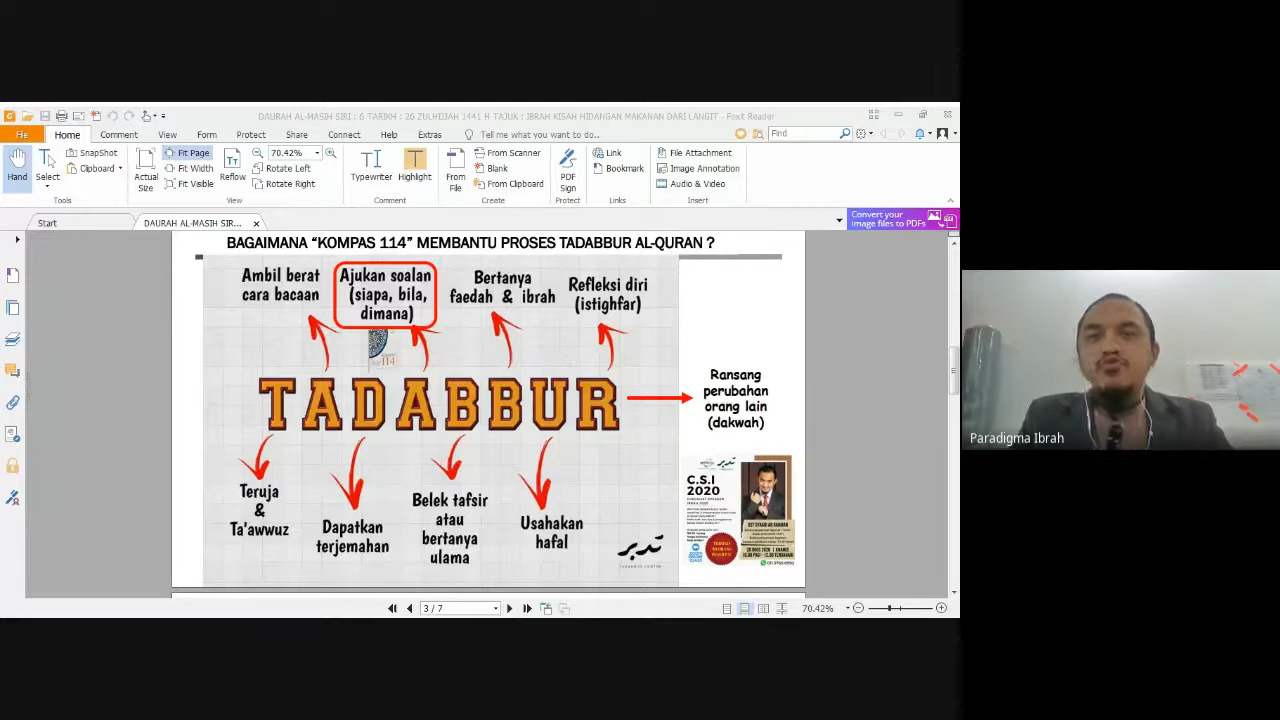 DAURAH AL-MASIH SIRI : 6 TARIKH : 26 ZULHIJAH 1441 H TAJUK : IBRAH KISAH HIDANGAN MAKANAN DARI LANGIT - Foxit Reader
File Home Comment View Form Protect Share Connect Help Extras Tell me what you want to do.. Find
Hand
Select
SnapShot
Clipboard
Tools
Actual Size
Fit Page
Fit Width
Fit Visible
Reflow
70.42%
Rotate Left
Rotate Right
View
Typewriter
Highlight
Comment
From File
From Scanner
Blank
From Clipboard
Create
PDF Sign
Protect
Link
Bookmark
Links
File Attachment
Image Annotation
Audio & Video
Insert
Start
DAURAH AL-MASIH SIR...
Convert your
image files to PDFs
BAGAIMANA “KOMPAS 114” MEMBANTU PROSES TADABBUR AL-QURAN ?
Ambil berat
cara bacaan
Ajukan soalan
(siapa, bila,
dimana)
Bertanya
faedah & ibrah
Refleksi diri
(istighfar)
114
TADABBUR
Ransang
perubahan
orang lain
(dakwah)
Teruja
&
Ta'awwuz
Dapatkan
terjemahan
Belek tafsir
atau
bertanya
ulama
Usahakan
hafal
تدبر
TADABBUR CENTRE
تدبر
C.S.I
2020
Paradigma Ibrah
3 / 7
70.42%